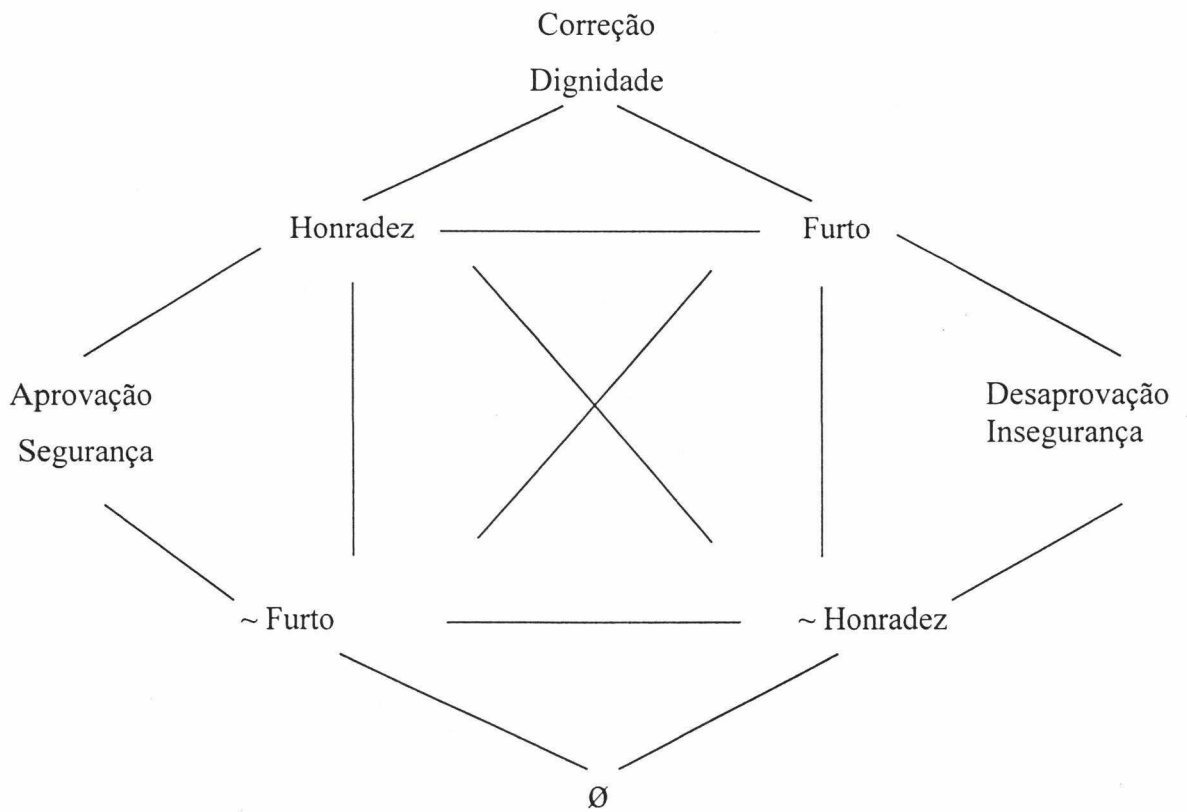 Correção
Dignidade
Honradez
Furto
Aprovação
Segurança
Desaprovação
Insegurança
~ Furto
~ Honradez
Ø